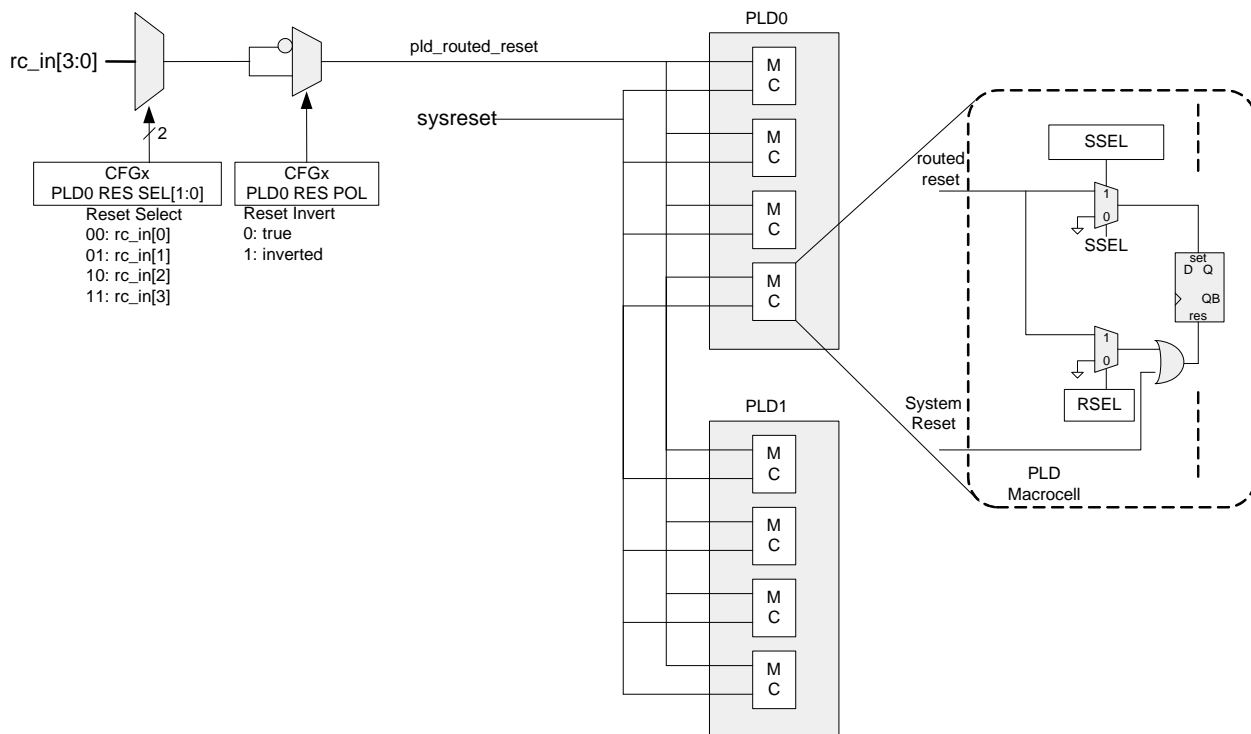 PLD0
pld_routed_reset
rc_in[3:0]
M
C
sysreset
2
CFGx
PLD0 RES SEL[1:0]
Reset Select
00: rc_in[0]
01: rc_in[1]
10: rc_in[2]
11: rc_in[3]
CFGx
PLD0 RES POL
Reset Invert
0: true
1: inverted
M
C
M
C
M
C
routed
reset
SSEL
1
0
SSEL
set
D Q
QB
res
1
0
RSEL
System
Reset
PLD
Macrocell
PLD1
M
C
M
C
M
C
M
C